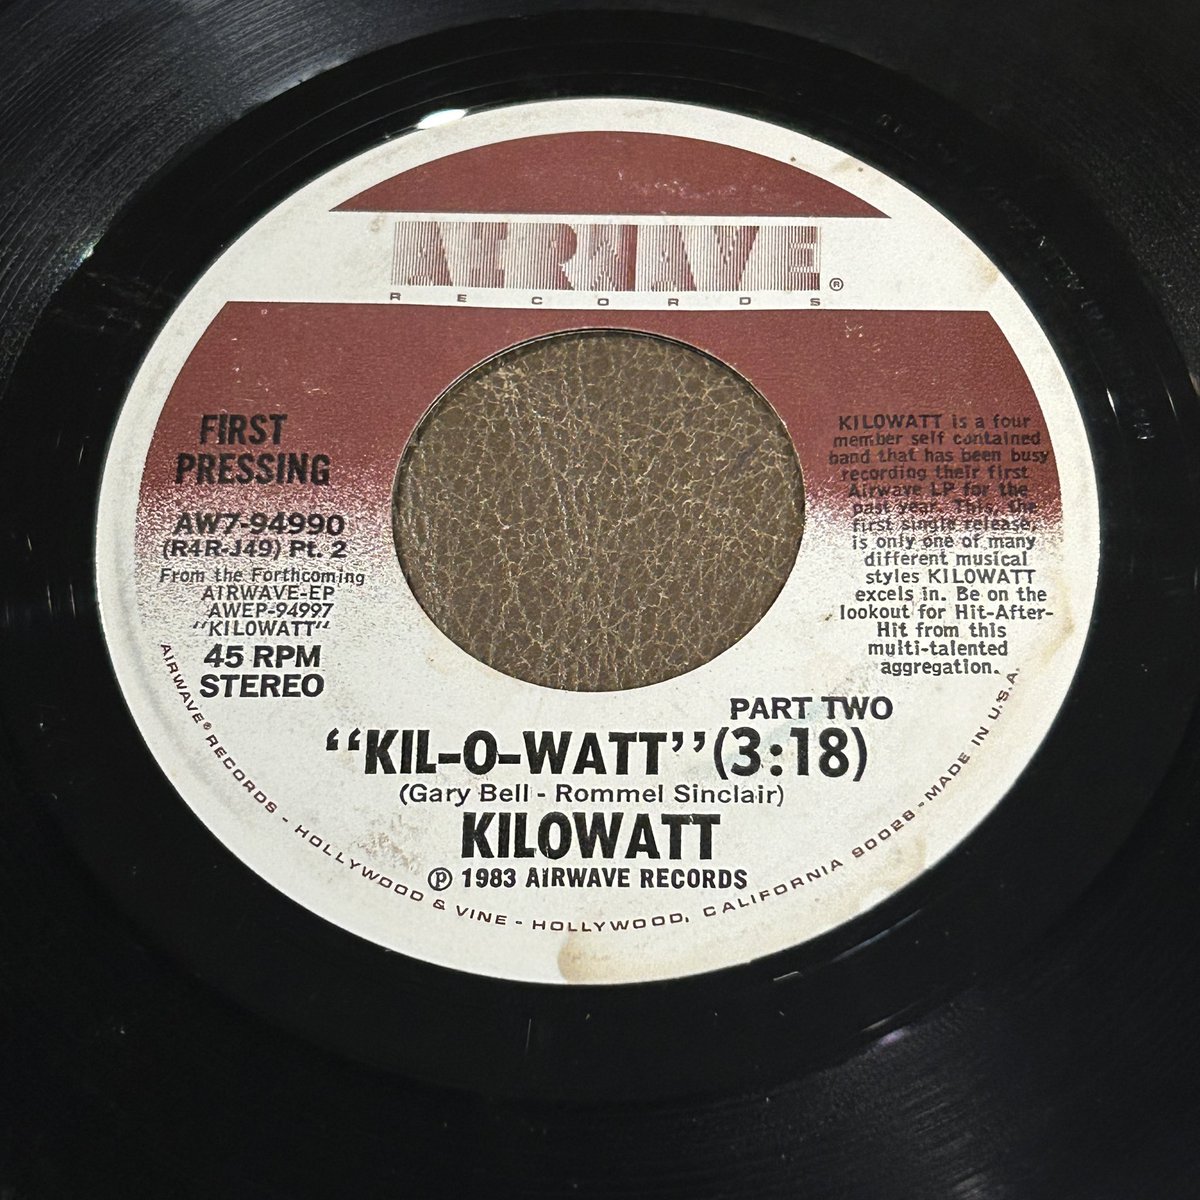 AIRWAVE ®
RECORDS
FIRST
PRESSING
AW7-94990
(R4R-J49) Pt. 2
From the Forthcoming
AIRWAVE-EP
AWEP-94997
"KILOWATT"
45 RPM
STEREO
KILOWATT is a four
member self contained
band that has been busy
recording their first
Airwave LP for the
past year. This, the
first single release,
is only one of many
different musical
styles KILOWATT
excels in. Be on the
lookout for Hit-After-
Hit from this
multi-talented
aggregation.
PART TWO
“KIL-O-WATT” (3:18)
(Gary Bell - Rommel Sinclair)
KILOWATT
℗ 1983 AIRWAVE RECORDS
AIRWAVE® RECORDS - HOLLYWOOD & VINE - HOLLYWOOD, CALIFORNIA 90028 - MADE IN U.S.A.